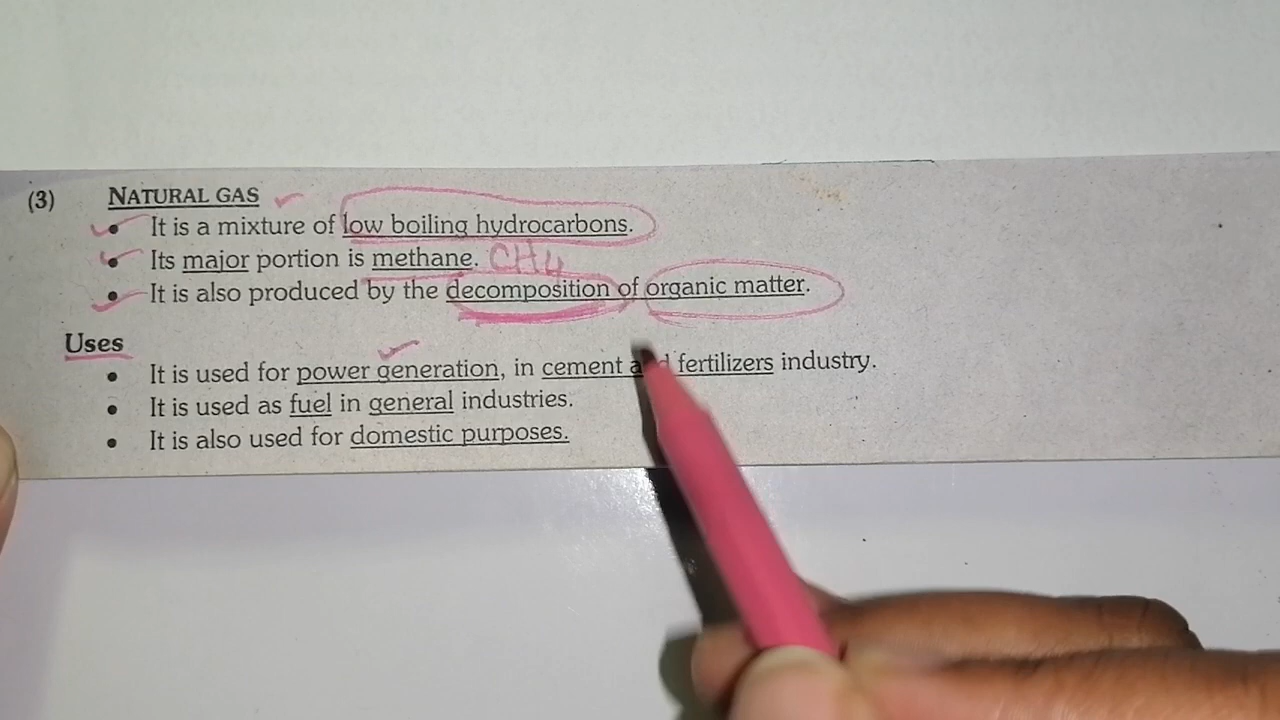 (3) NATURAL GAS
• It is a mixture of low boiling hydrocarbons.
• Its major portion is methane. CH4
• It is also produced by the decomposition of organic matter.
Uses
• It is used for power generation, in cement and fertilizers industry.
• It is used as fuel in general industries.
• It is also used for domestic purposes.